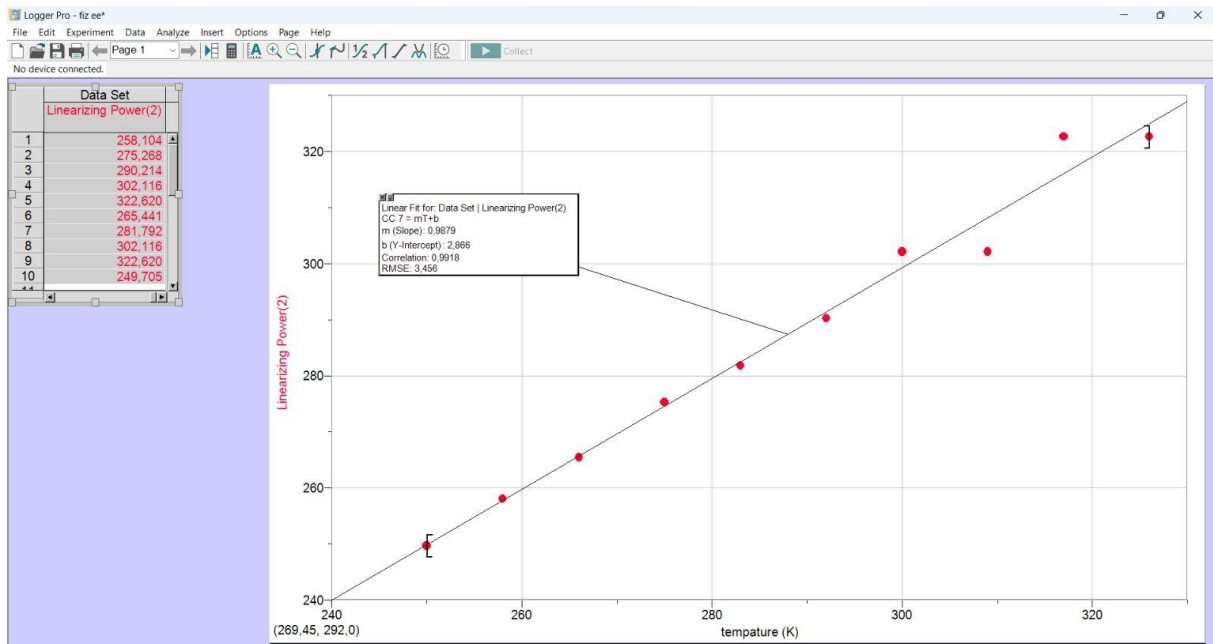 Logger Pro - fiz ee*
File Edit Experiment Data Analyze Insert Options Page Help
Page 1
Collect
No device connected.
Data Set
Linearizing Power(2)
1 258,104
2 275,268
3 290,214
4 302,116
5 322,620
6 265,441
7 281,792
8 302,116
9 322,620
10 249,705
320
300
280
260
240
Linearizing Power(2)
Linear Fit for: Data Set | Linearizing Power(2)
CC 7 = mT+b
m (Slope): 0,9879
b (Y-Intercept): 2,866
Correlation: 0,9918
RMSE: 3,456
240 260 280 300 320
(269,45, 292,0)
tempature (K)